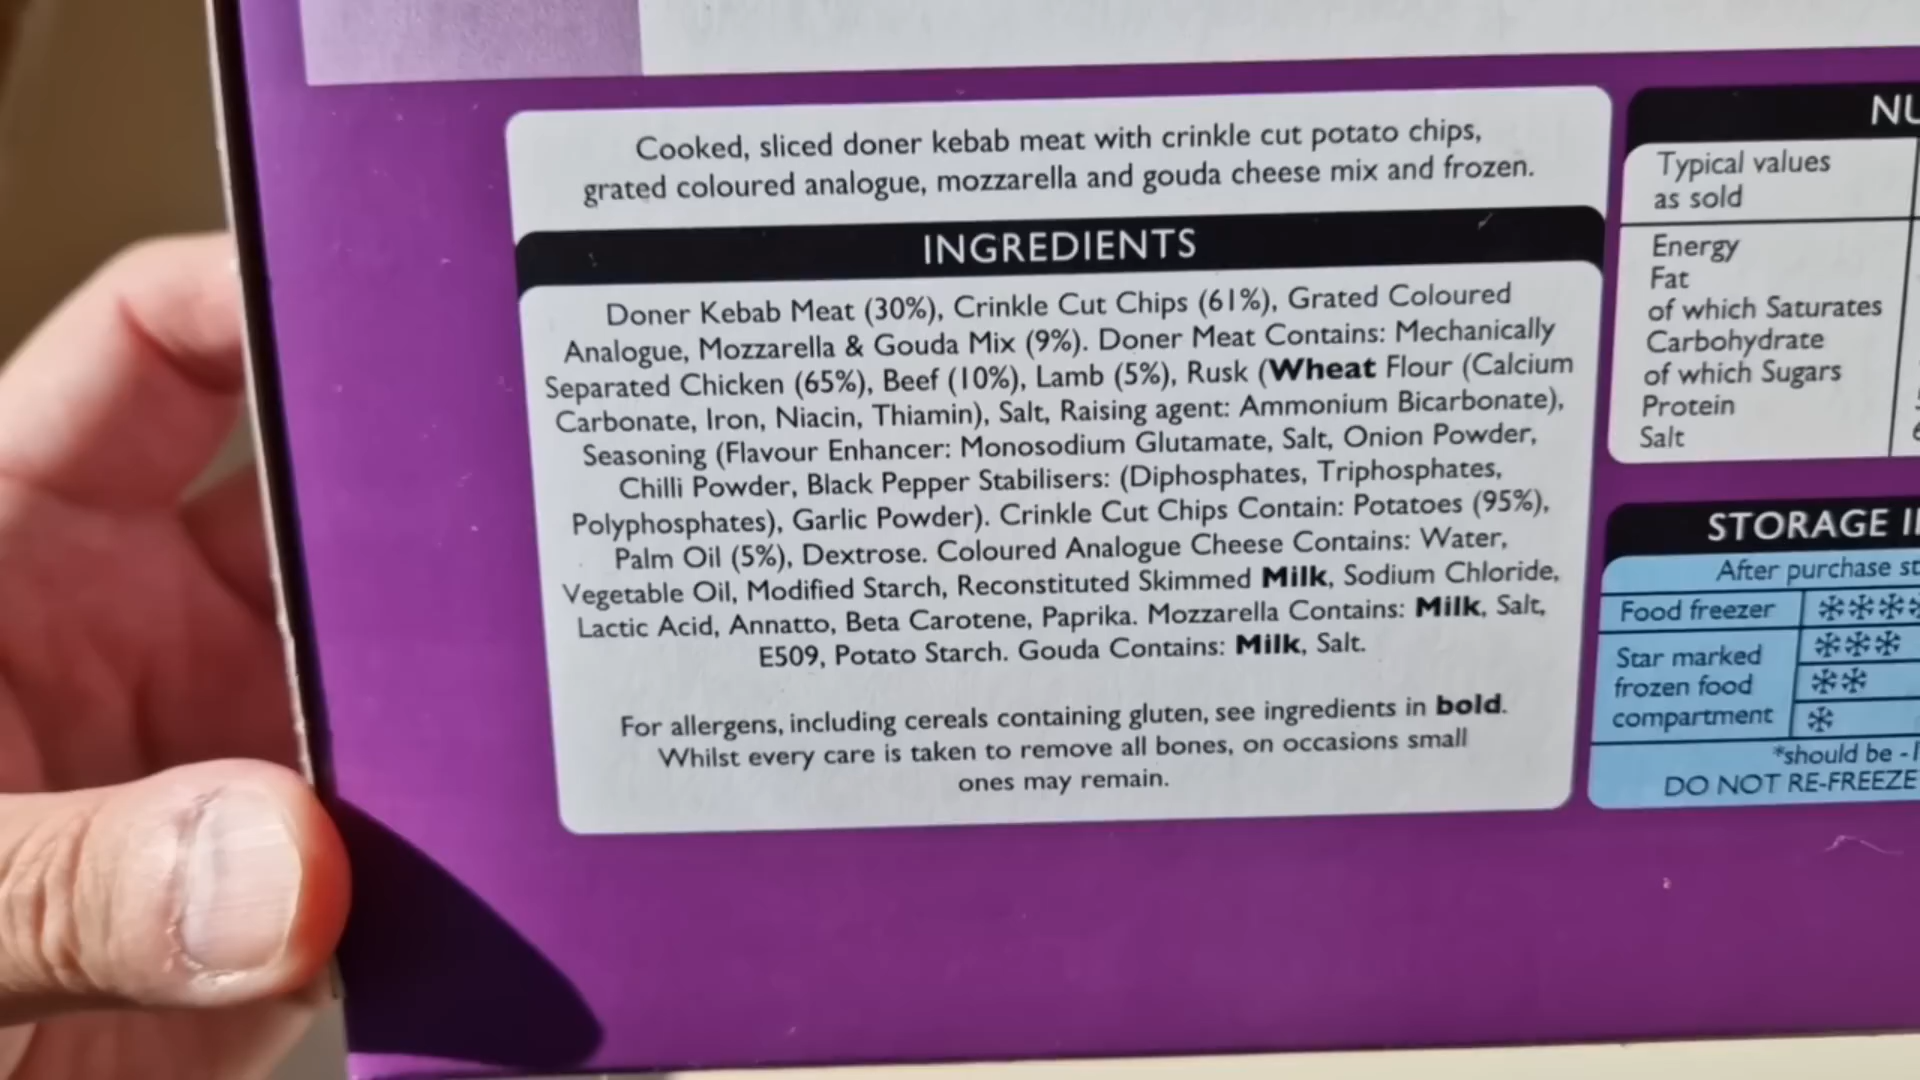 Cooked, sliced doner kebab meat with crinkle cut potato chips,
grated coloured analogue, mozzarella and gouda cheese mix and frozen.
INGREDIENTS
Doner Kebab Meat (30%), Crinkle Cut Chips (61%), Grated Coloured
Analogue, Mozzarella & Gouda Mix (9%). Doner Meat Contains: Mechanically
Separated Chicken (65%), Beef (10%), Lamb (5%), Rusk (Wheat Flour (Calcium
Carbonate, Iron, Niacin, Thiamin), Salt, Raising agent: Ammonium Bicarbonate),
Seasoning (Flavour Enhancer: Monosodium Glutamate, Salt, Onion Powder,
Chilli Powder, Black Pepper Stabilisers: (Diphosphates, Triphosphates,
Polyphosphates), Garlic Powder). Crinkle Cut Chips Contain: Potatoes (95%),
Palm Oil (5%), Dextrose. Coloured Analogue Cheese Contains: Water,
Vegetable Oil, Modified Starch, Reconstituted Skimmed Milk, Sodium Chloride,
Lactic Acid, Annatto, Beta Carotene, Paprika. Mozzarella Contains: Milk, Salt,
E509, Potato Starch. Gouda Contains: Milk, Salt.
For allergens, including cereals containing gluten, see ingredients in bold.
Whilst every care is taken to remove all bones, on occasions small
ones may remain.
NU
Typical values
as sold
Energy
Fat
of which Saturates
Carbohydrate
of which Sugars
Protein
Salt
STORAGE
After purchase
Food freezer
Star marked
frozen food
compartment
*should be
DO NOT RE-FREEZE